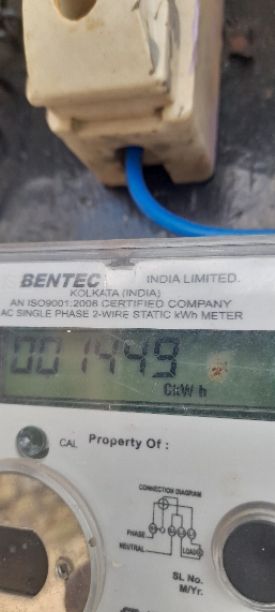 BENTEC INDIA LIMITED.
KOLKATA (INDIA)
AN ISO9001:2008 CERTIFIED COMPANY
AC SINGLE PHASE 2-WIRE STATIC kWh METER
001449
kWh
CAL Property Of :
CONNECTION DIAGRAM
PHASE
NEUTRAL
LOAD
SL No.
M/Yr.